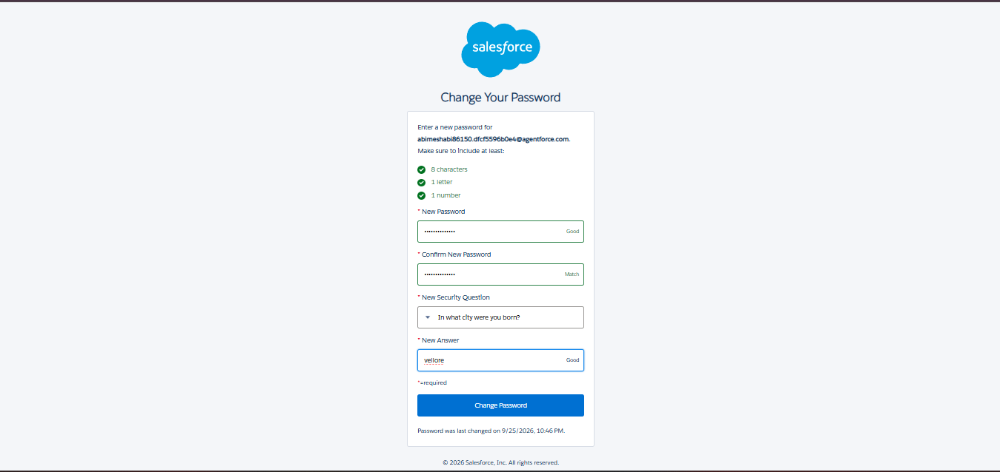 salesforce
Change Your Password
Enter a new password for
abimeshabi86150.dfcf5596b0e4@agentforce.com.
Make sure to include at least:
8 characters
1 letter
1 number
* New Password
•••••••••••••• Good
* Confirm New Password
•••••••••••••• Match
* New Security Question
In what city were you born?
* New Answer
vellore Good
*=required
Change Password
Password was last changed on 9/25/2026, 10:46 PM.
© 2026 Salesforce, Inc. All rights reserved.